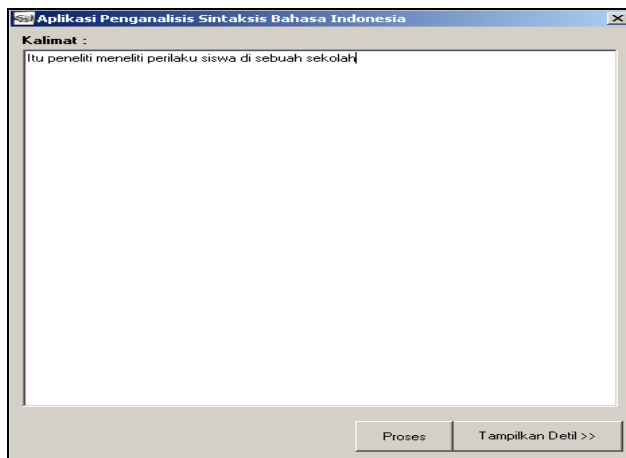 Aplikasi Penganalisis Sintaksis Bahasa Indonesia
Kalimat :
Itu peneliti meneliti perilaku siswa di sebuah sekolah
Proses
Tampilkan Detil >>